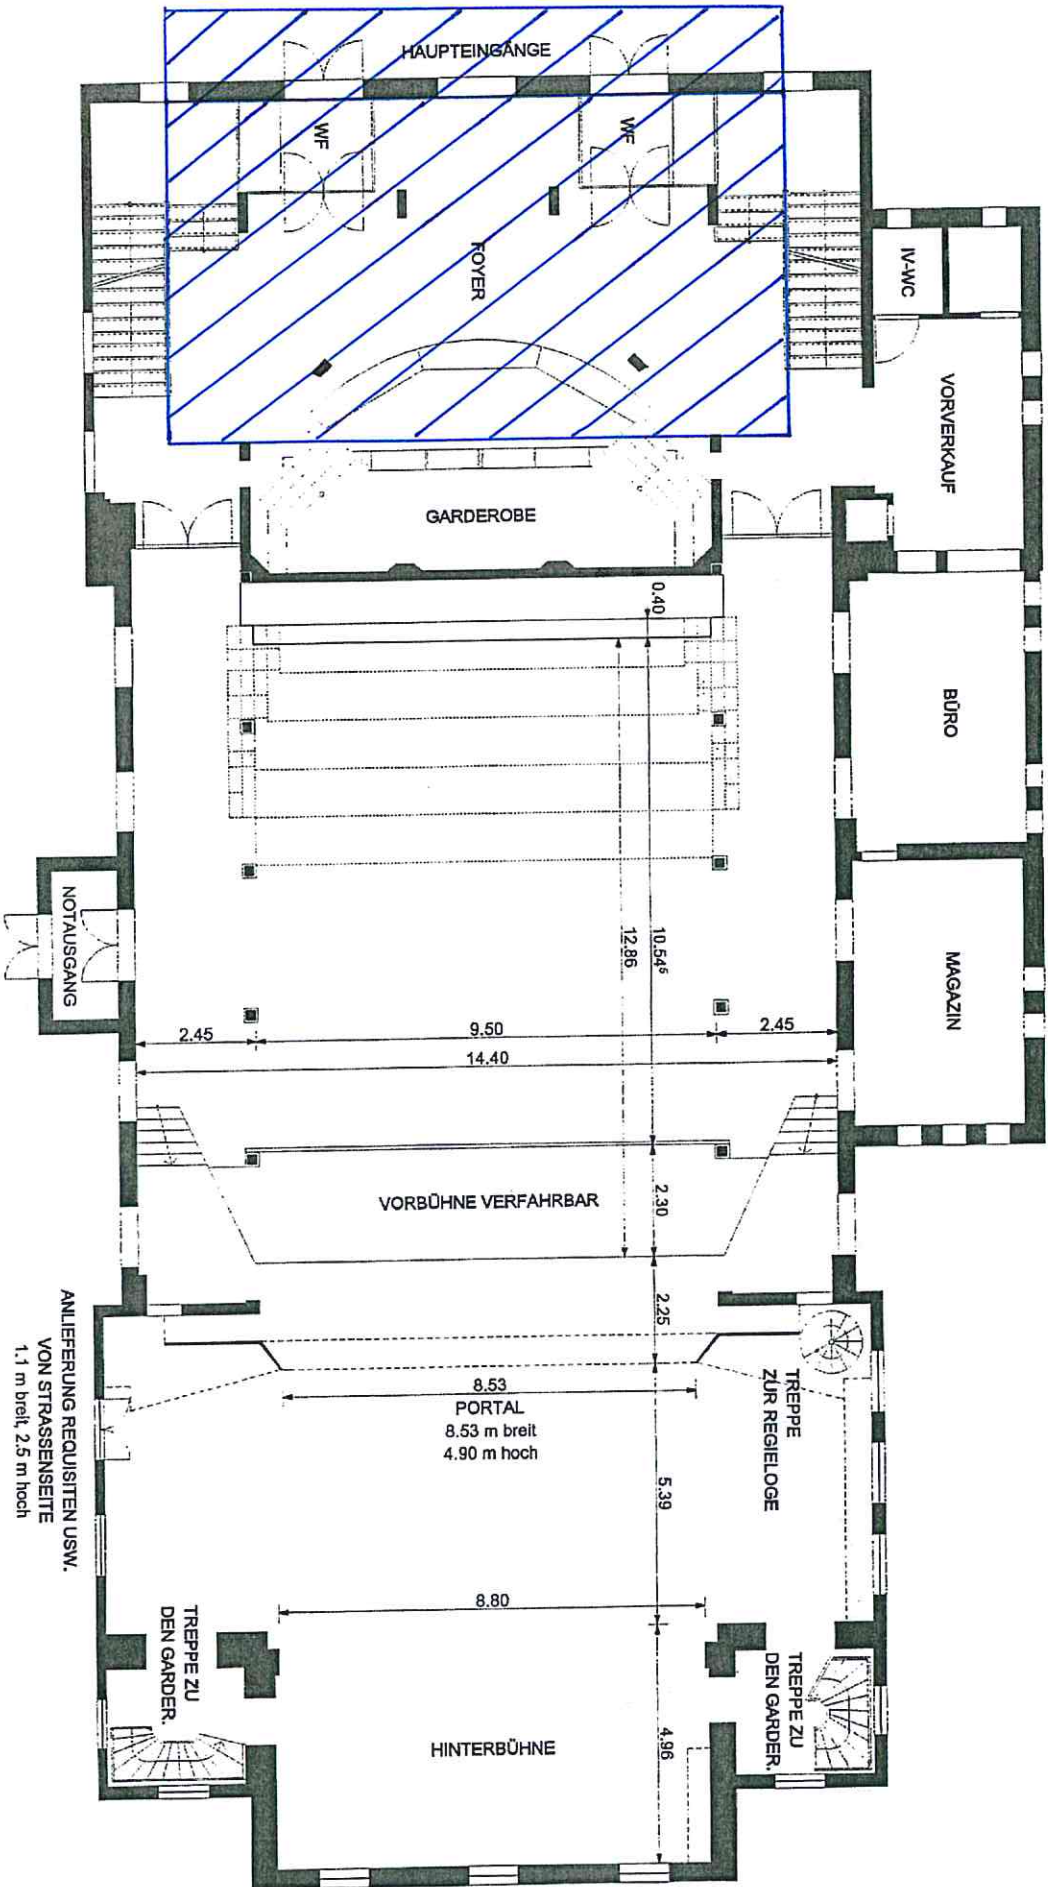 HAUPTEINGÄNGE
WF
WF
FOYER
IV-WC
VORVERKAUF
GARDEROBE
0.40
BÜRO
10.54⁵
12.86
MAGAZIN
NOTAUSGANG
2.45
9.50
2.45
14.40
VORBÜHNE VERFAHRBAR
2.30
2.25
ANLIEFERUNG REQUISITEN USW.
VON STRASSENSEITE
1.1 m breit, 2.5 m hoch
TREPPE
ZUR REGIELOGE
8.53
PORTAL
8.53 m breit
4.90 m hoch
5.39
8.80
TREPPE ZU
DEN GARDER.
TREPPE ZU
DEN GARDER.
HINTERBÜHNE
4.96